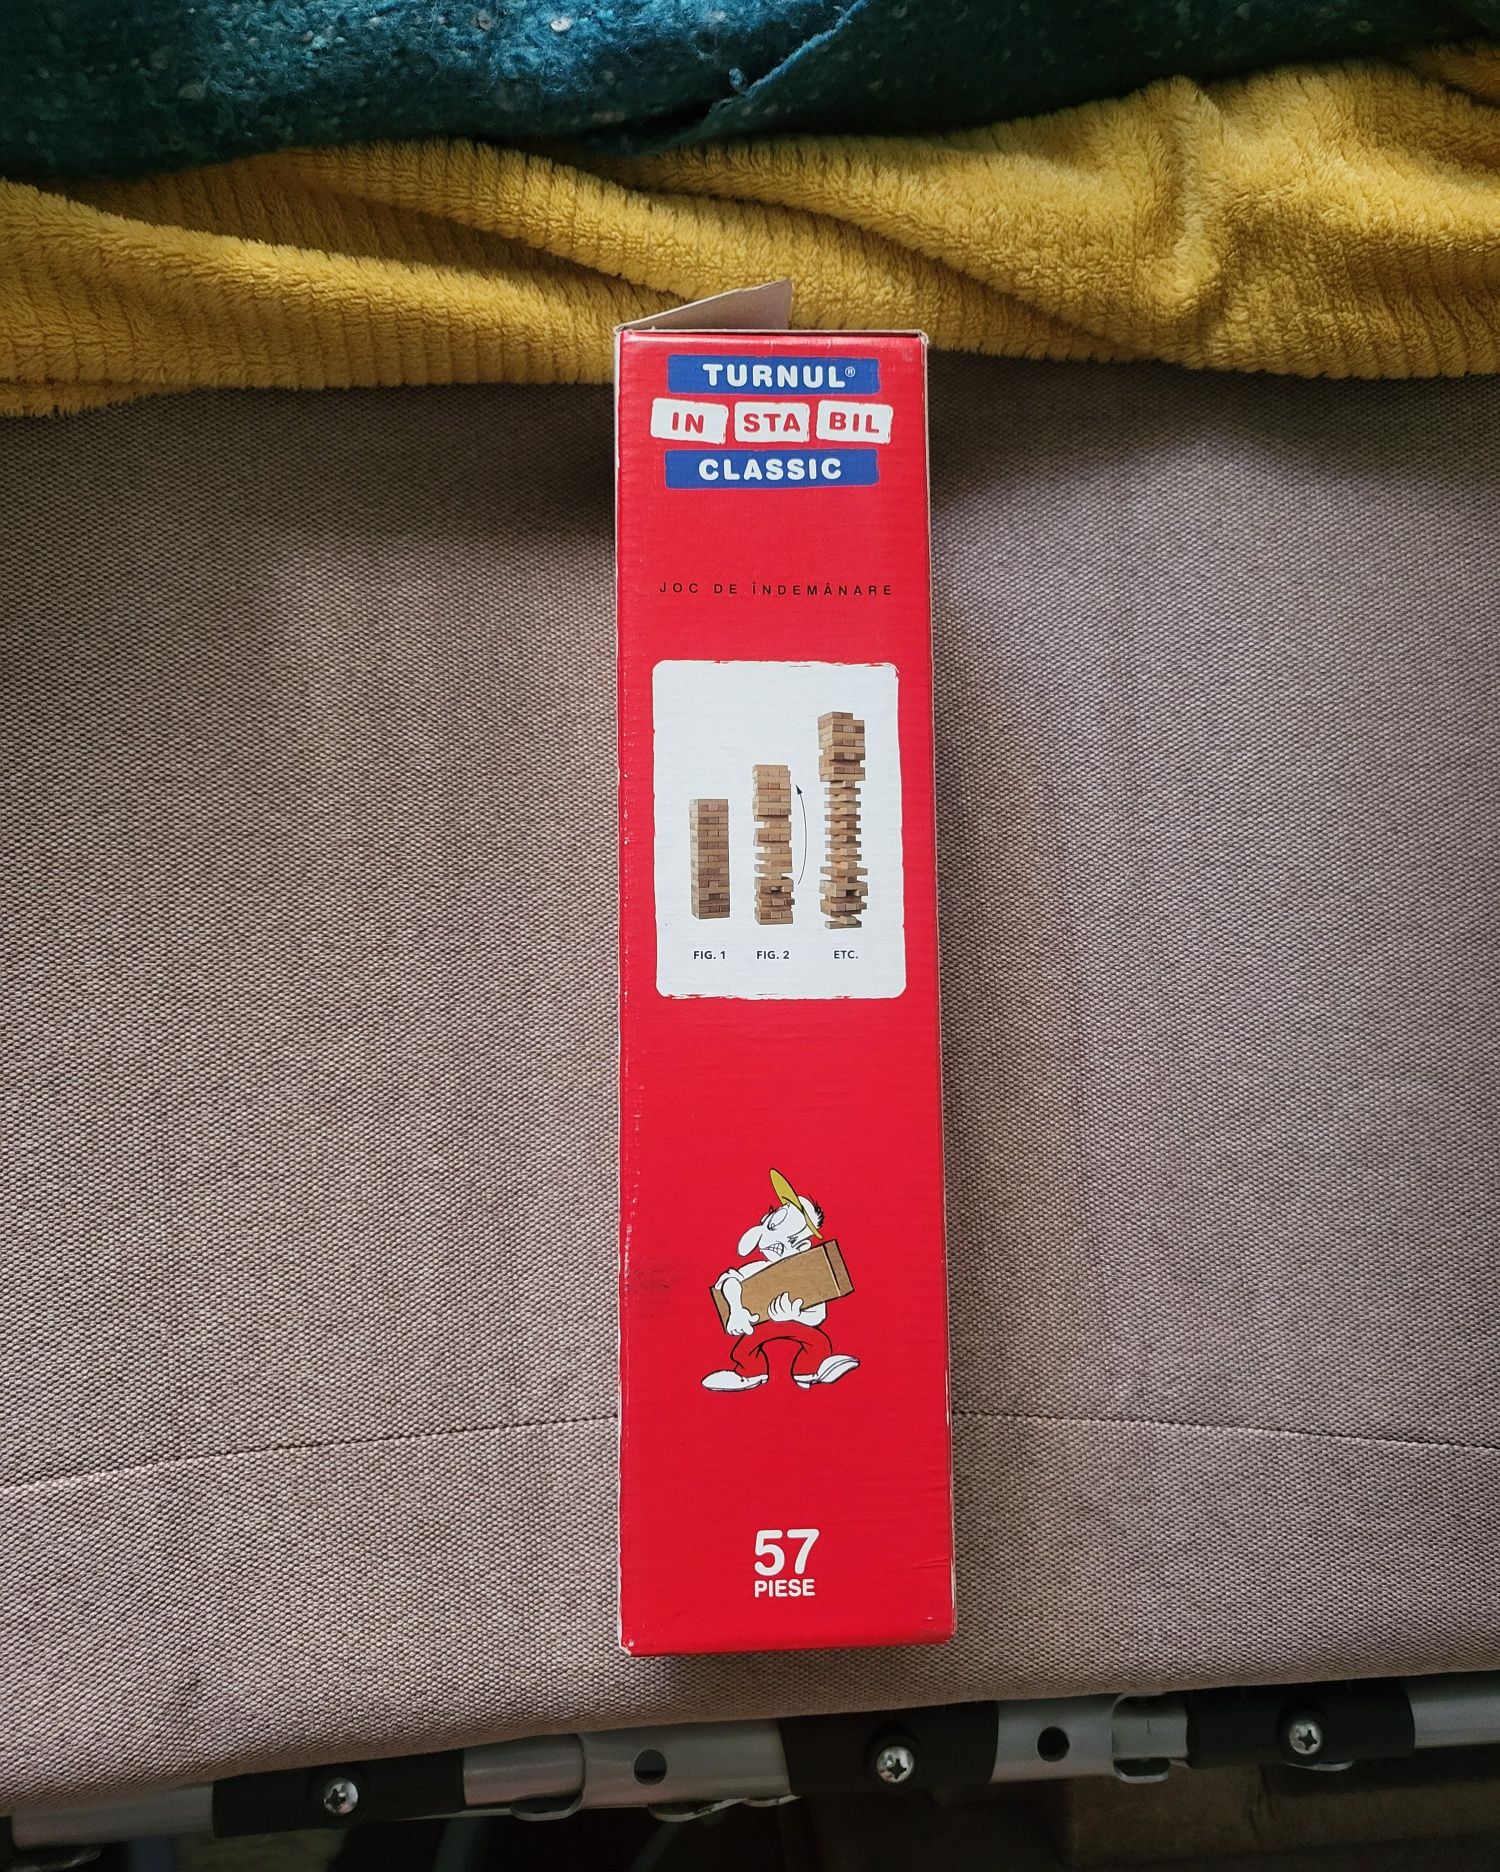 TURNUL®
IN STA BIL
CLASSIC
JOC DE ÎNDEMÂNARE
FIG. 1 FIG. 2 ETC.
57
PIESE